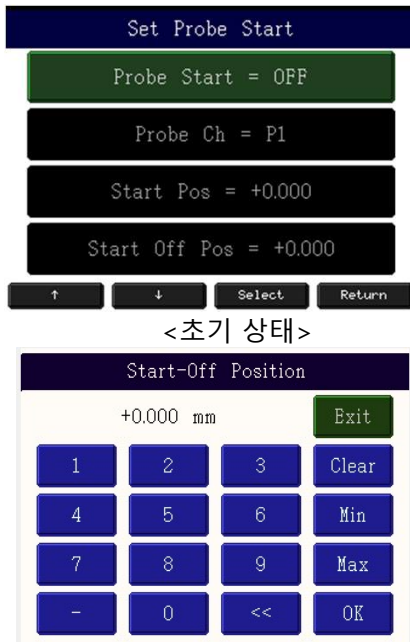 Set Probe Start
Probe Start = OFF
Probe Ch = P1
Start Pos = +0.000
Start Off Pos = +0.000
↑ ↓ Select Return
<초기 상태>
Start-Off Position
+0.000 mm Exit
1 2 3 Clear
4 5 6 Min
7 8 9 Max
- 0 << OK